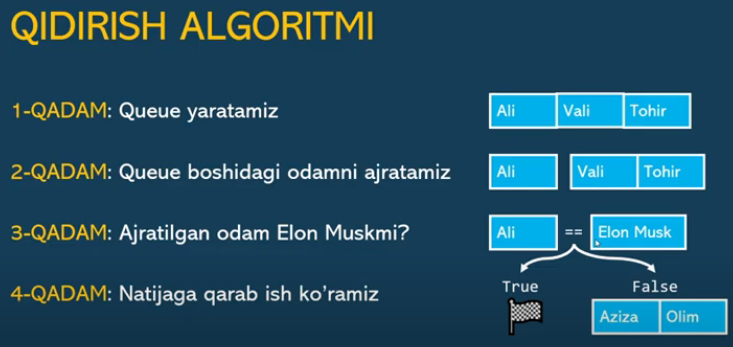 QIDIRISH ALGORITMI
1-QADAM: Queue yaratamiz
Ali Vali Tohir
2-QADAM: Queue boshidagi odamni ajratamiz
Ali Vali Tohir
3-QADAM: Ajratilgan odam Elon Muskmi?
Ali == Elon Musk
4-QADAM: Natijaga qarab ish ko'ramiz
True False
Aziza Olim